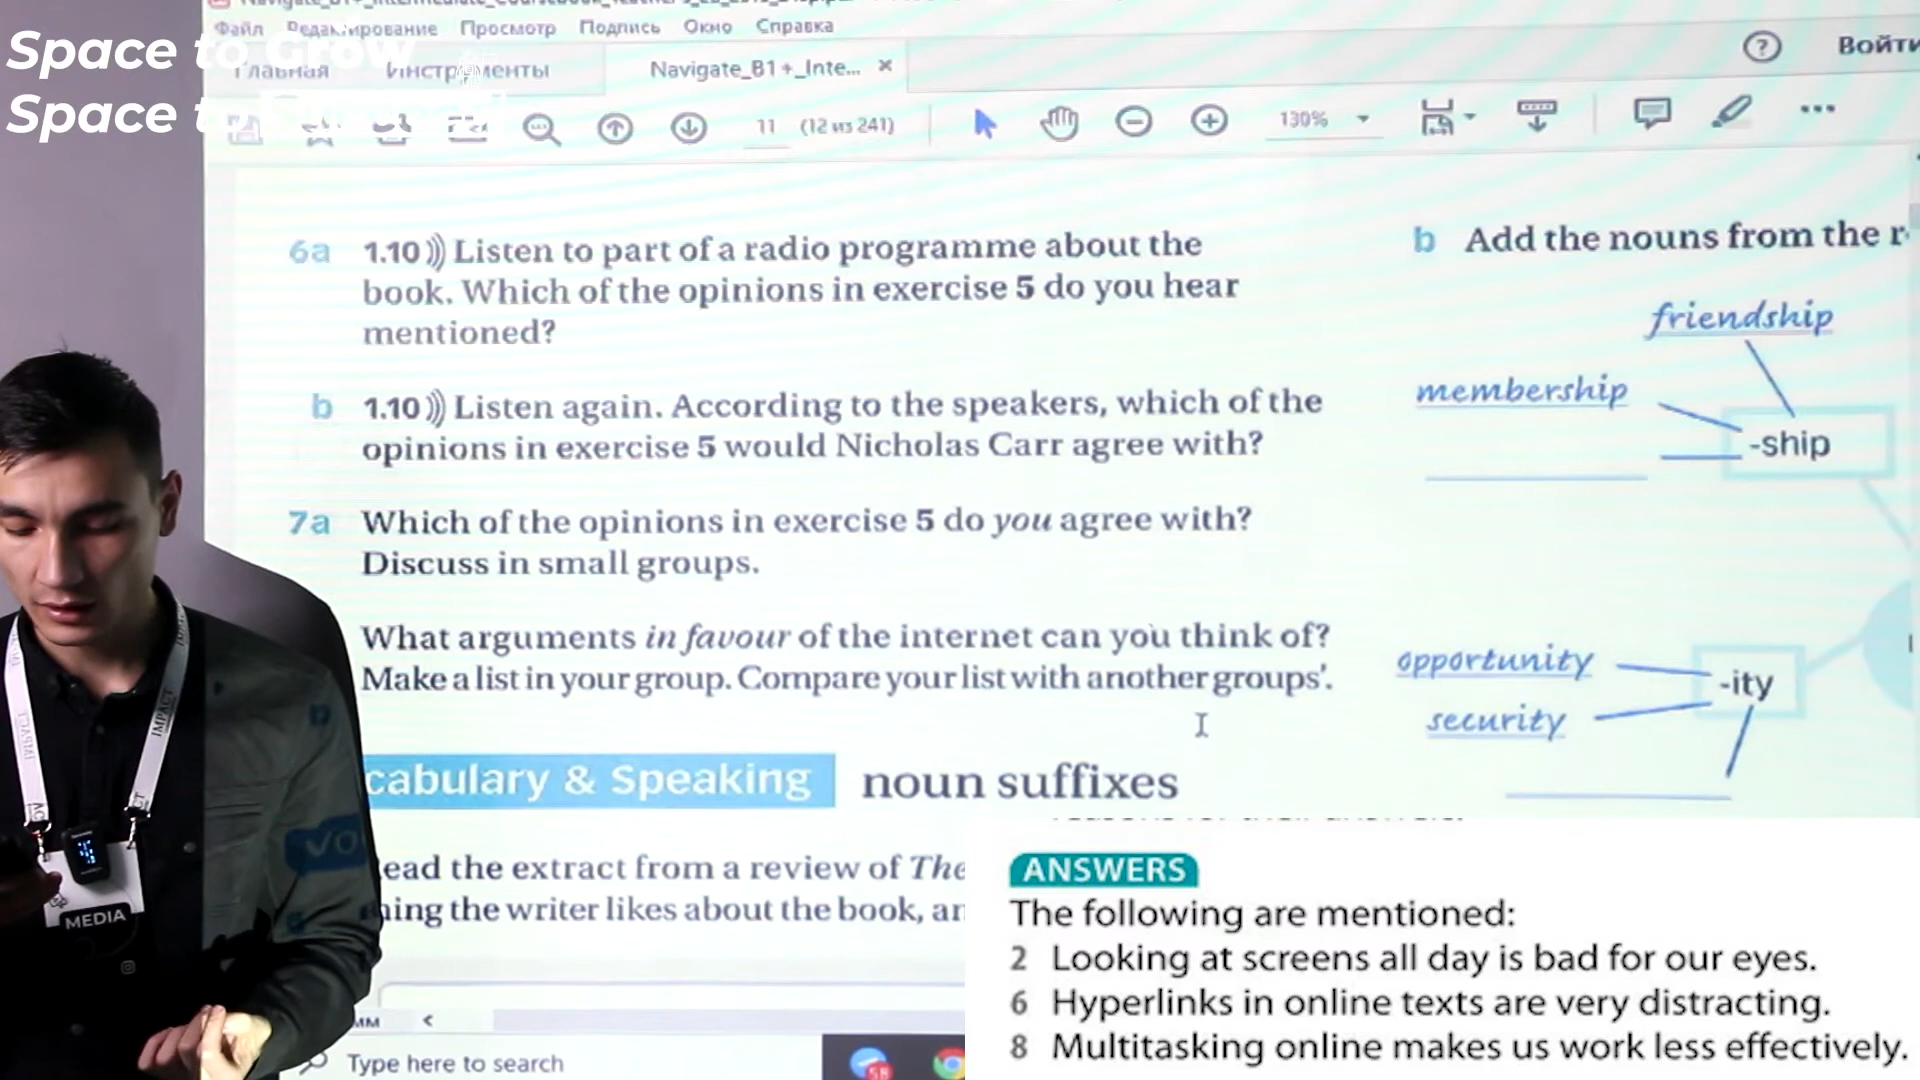 Файл Редактирование Просмотр Подпись Окно Справка
Space to Grow
Space to
Главная Инструменты Navigate_B1+_Inte... × ? Войти
11 (12 из 241) 130%
6a 1.10 Listen to part of a radio programme about the
book. Which of the opinions in exercise 5 do you hear
mentioned?
b 1.10 Listen again. According to the speakers, which of the
opinions in exercise 5 would Nicholas Carr agree with?
7a Which of the opinions in exercise 5 do you agree with?
Discuss in small groups.
What arguments in favour of the internet can you think of?
Make a list in your group. Compare your list with another groups'.
cabulary & Speaking noun suffixes
ead the extract from a review of The
hing the writer likes about the book, an
b Add the nouns from the r
friendship
membership
-ship
opportunity
-ity
security
ANSWERS
The following are mentioned:
2 Looking at screens all day is bad for our eyes.
6 Hyperlinks in online texts are very distracting.
8 Multitasking online makes us work less effectively.
Type here to search
58
IMPACT
MEDIA